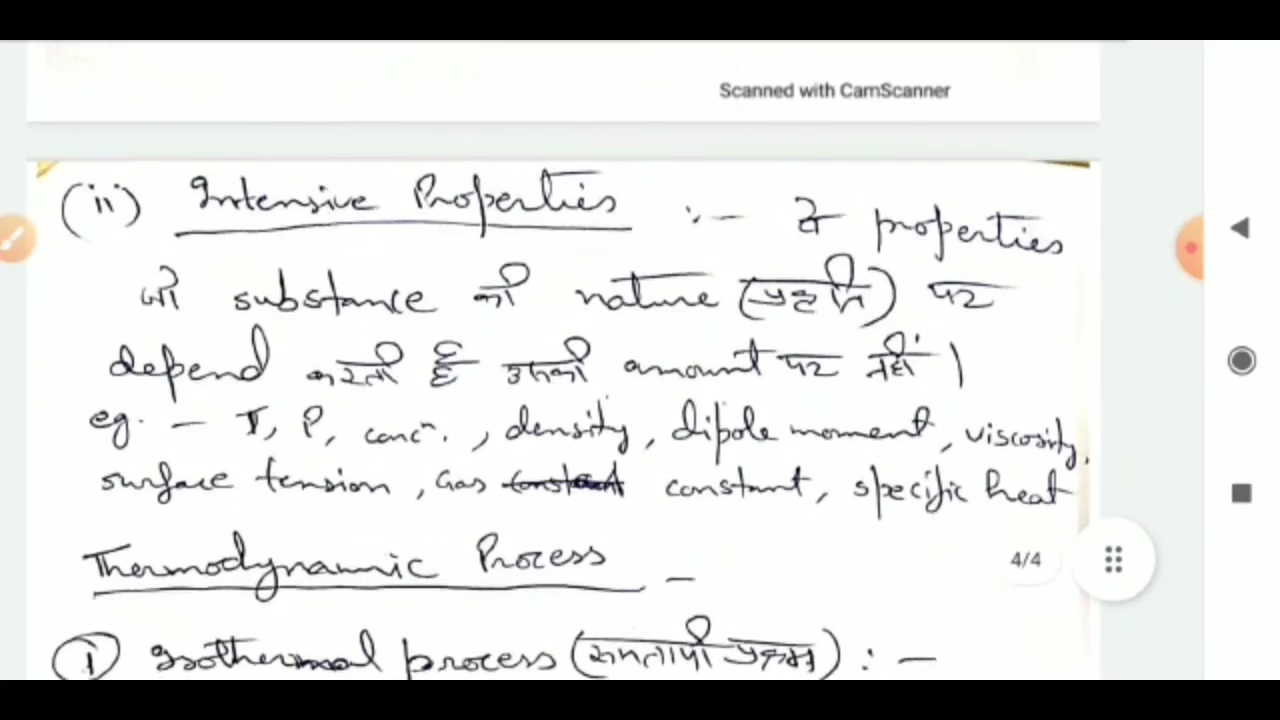 Scanned with CamScanner
(ii) Intensive Properties :- वे properties
जो substance की nature (प्रकृति) पर
depend करती हैं उसकी amount पर नहीं।
eg. - T, P, concⁿ., density, dipole moment, viscosity,
surface tension, Gas constant constant, specific heat
Thermodynamic Process -
4/4
① Isothermal process (समतापी प्रक्रम) :-